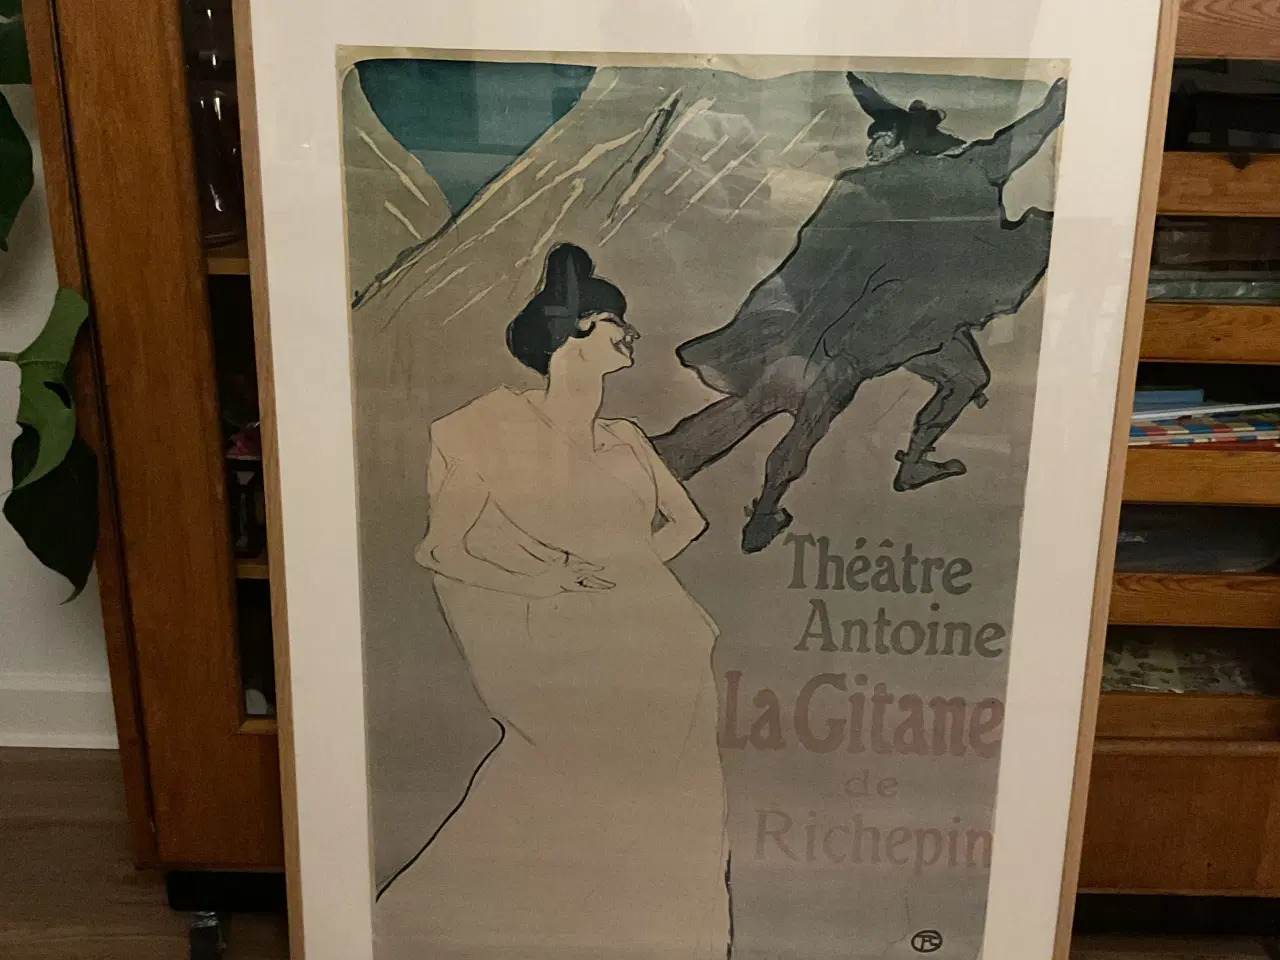 Théâtre
Antoine
La Gitane
de
Richepin